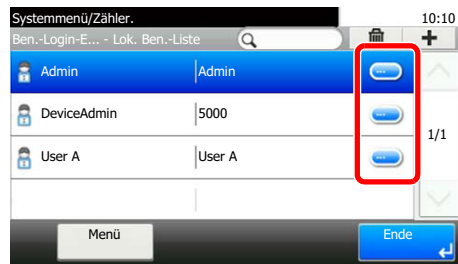 Systemmenü/Zähler. 10:10
Ben.-Login-E... - Lok. Ben.-Liste
Admin Admin
DeviceAdmin 5000
1/1
User A User A
Menü Ende